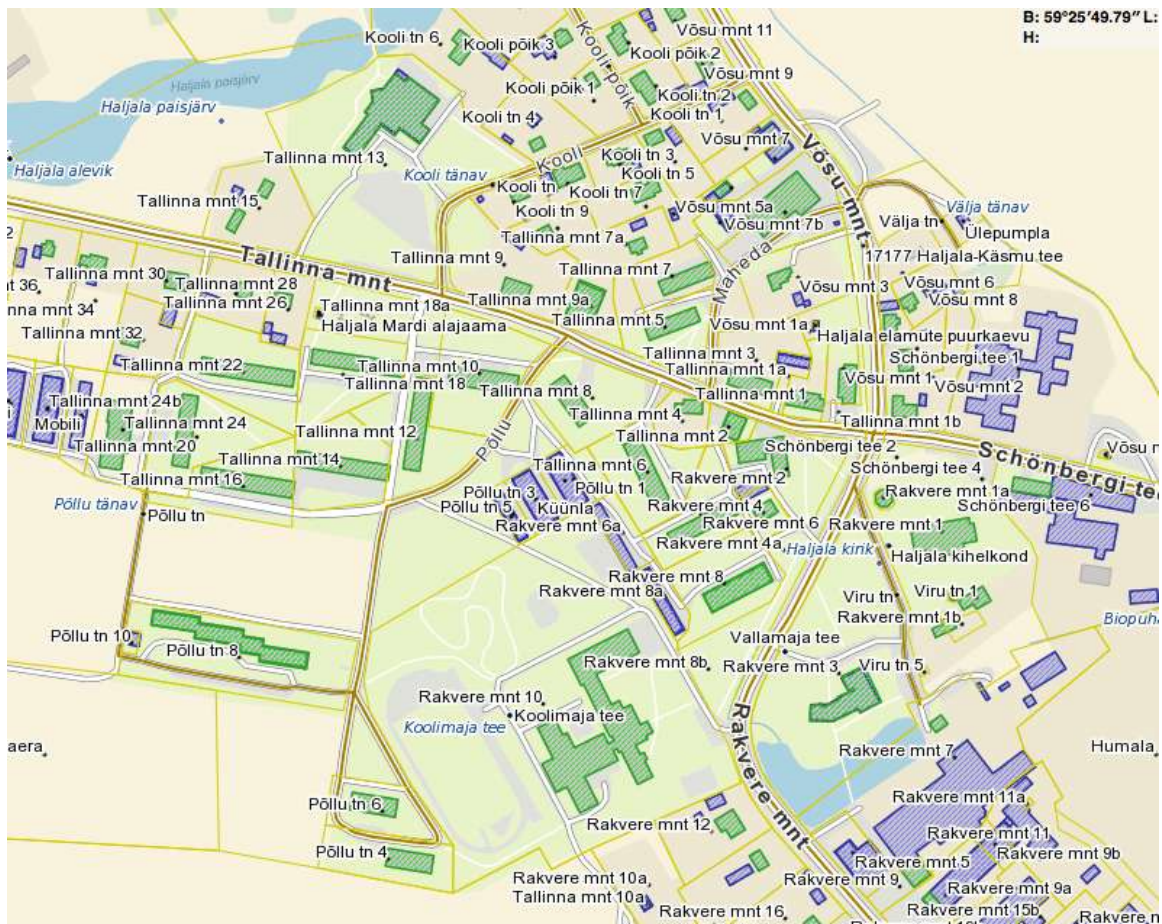 B: 59°25′49.79″ L:
H:
Võsu mnt 11
Kooli tn 6
Kooli põik 3
Kooli põik
Kooli põik 2
Võsu mnt 9
Haljala paisjärv
Haljala paisjärv
Kooli põik 1
Kooli tn 2
Kooli tn 4
Kooli tn 1
Võsu mnt 7
Võsu mnt
Haljala alevik
Tallinna mnt 13
Kooli
Kooli tn 3
Kooli tänav
Kooli tn 5
Kooli tn
Kooli tn 7
Tallinna mnt 15
Kooli tn 9
Võsu mnt 5a
Võsu mnt 7b
Välja tänav
Välja tn
Ülepumpla
Tallinna mnt 7a
Tallinna mnt
Tallinna mnt 9
17177 Haljala-Käsmu tee
Tallinna mnt 30
Tallinna mnt 28
Tallinna mnt 26
Tallinna mnt 7
Maheda
Võsu mnt 3
Võsu mnt 6
Võsu mnt 8
nt 36
nna mnt 34
Tallinna mnt 18a
Haljala Mardi alajaama
Tallinna mnt 9a
Tallinna mnt 5
Võsu mnt 1a
Haljala elamute puurkaevu
Tallinna mnt 32
Tallinna mnt 22
Tallinna mnt 10
Tallinna mnt 18
Tallinna mnt 3
Tallinna mnt 1a
Schönbergi tee 1
Võsu mnt 1
Võsu mnt 2
Tallinna mnt 8
Tallinna mnt 1
Tallinna mnt 24b
Mobili
Tallinna mnt 24
Tallinna mnt 20
Tallinna mnt 12
Põllu
Tallinna mnt 4
Tallinna mnt 2
Tallinna mnt 1b
Schönbergi tee 2
Schönbergi tee
Tallinna mnt 14
Tallinna mnt 16
Tallinna mnt 6
Schönbergi tee 4
Rakvere mnt 2
Põllu tn 3
Põllu tn 1
Rakvere mnt 1a
Põllu tänav
Põllu tn
Põllu tn 5
Küünla
Rakvere mnt 4
Schönbergi tee 6
Rakvere mnt 6a
Rakvere mnt 6
Rakvere mnt 1
Rakvere mnt 4a
Haljala kirik
Haljala kihelkond
Rakvere mnt 8
Rakvere mnt 8a
Viru tn
Viru tn 1
Rakvere mnt 1b
Põllu tn 10
Põllu tn 8
Vallamaja tee
Rakvere mnt 8b
Rakvere mnt 3
Viru tn 5
Rakvere mnt 10
Koolimaja tee
Koolimaja tee
Rakvere mnt
aera
Rakvere mnt 7
Humala
Põllu tn 6
Rakvere mnt 11a
Rakvere mnt 12
Rakvere mnt 11
Põllu tn 4
Rakvere mnt 5
Rakvere mnt 9b
Rakvere mnt 10a
Rakvere mnt 9
Rakvere mnt 9a
Tallinna mnt 10a
Rakvere mnt 16
Rakvere mnt 15b